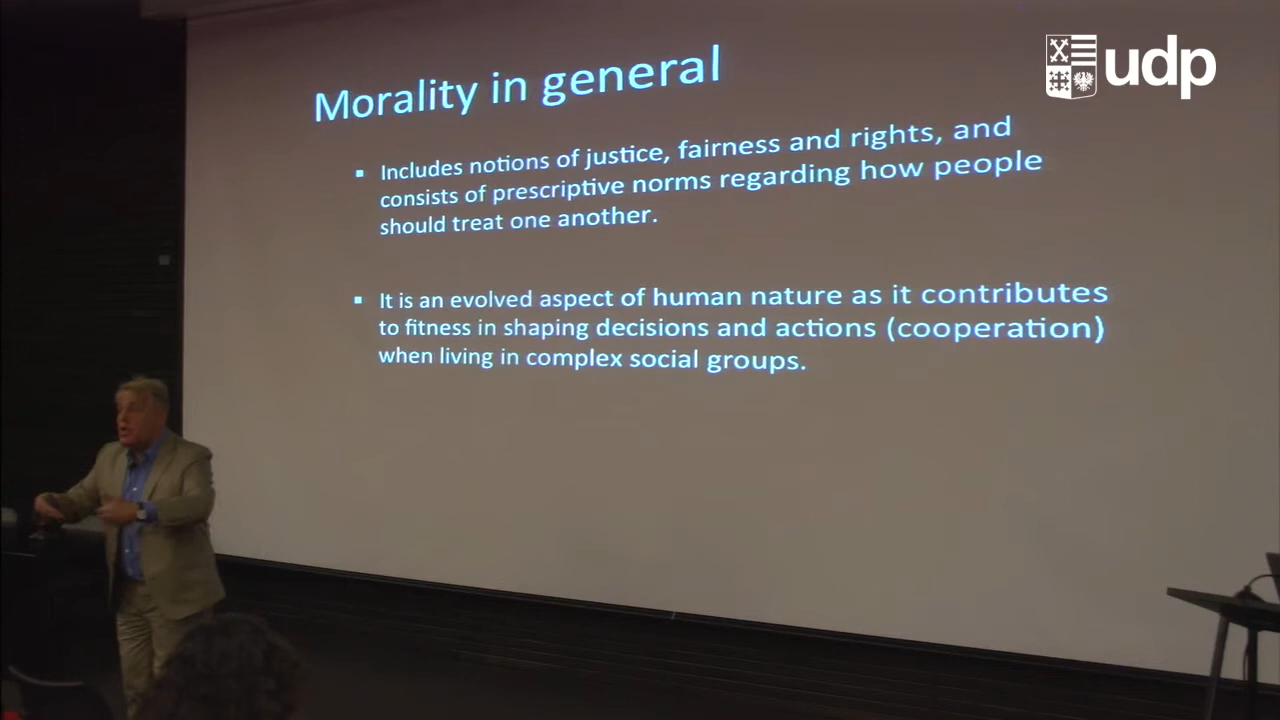 udp
Morality in general
▪ Includes notions of justice, fairness and rights, and
consists of prescriptive norms regarding how people
should treat one another.
▪ It is an evolved aspect of human nature as it contributes
to fitness in shaping decisions and actions (cooperation)
when living in complex social groups.